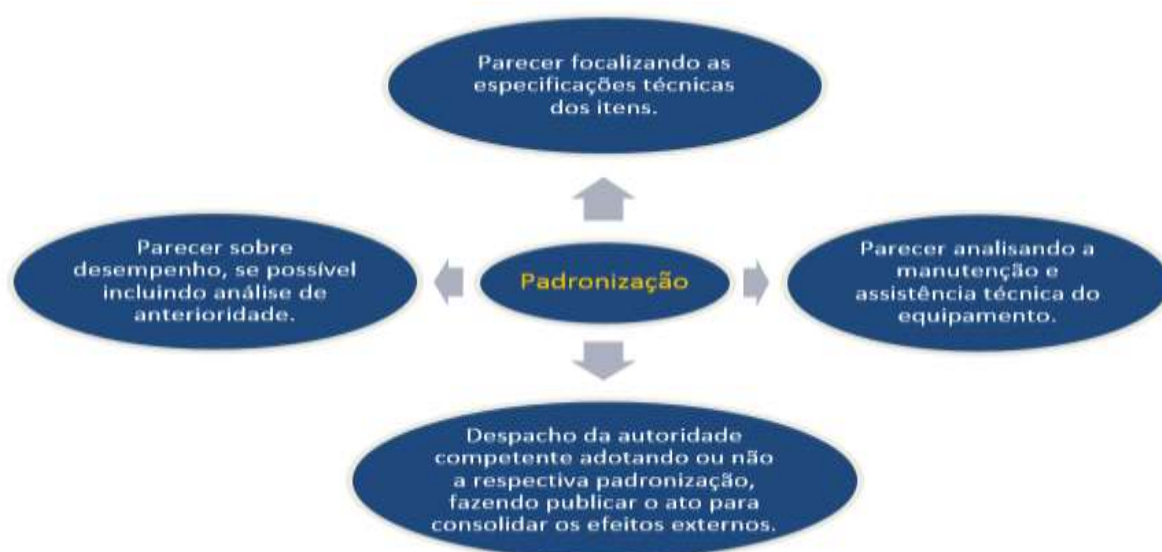 Parecer focalizando as
especificações técnicas
dos itens.
Parecer sobre
desempenho, se possível
incluindo análise de
anterioridade.
Padronização
Parecer analisando a
manutenção e
assistência técnica do
equipamento.
Despacho da autoridade
competente adotando ou não
a respectiva padronização,
fazendo publicar o ato para
consolidar os efeitos externos.